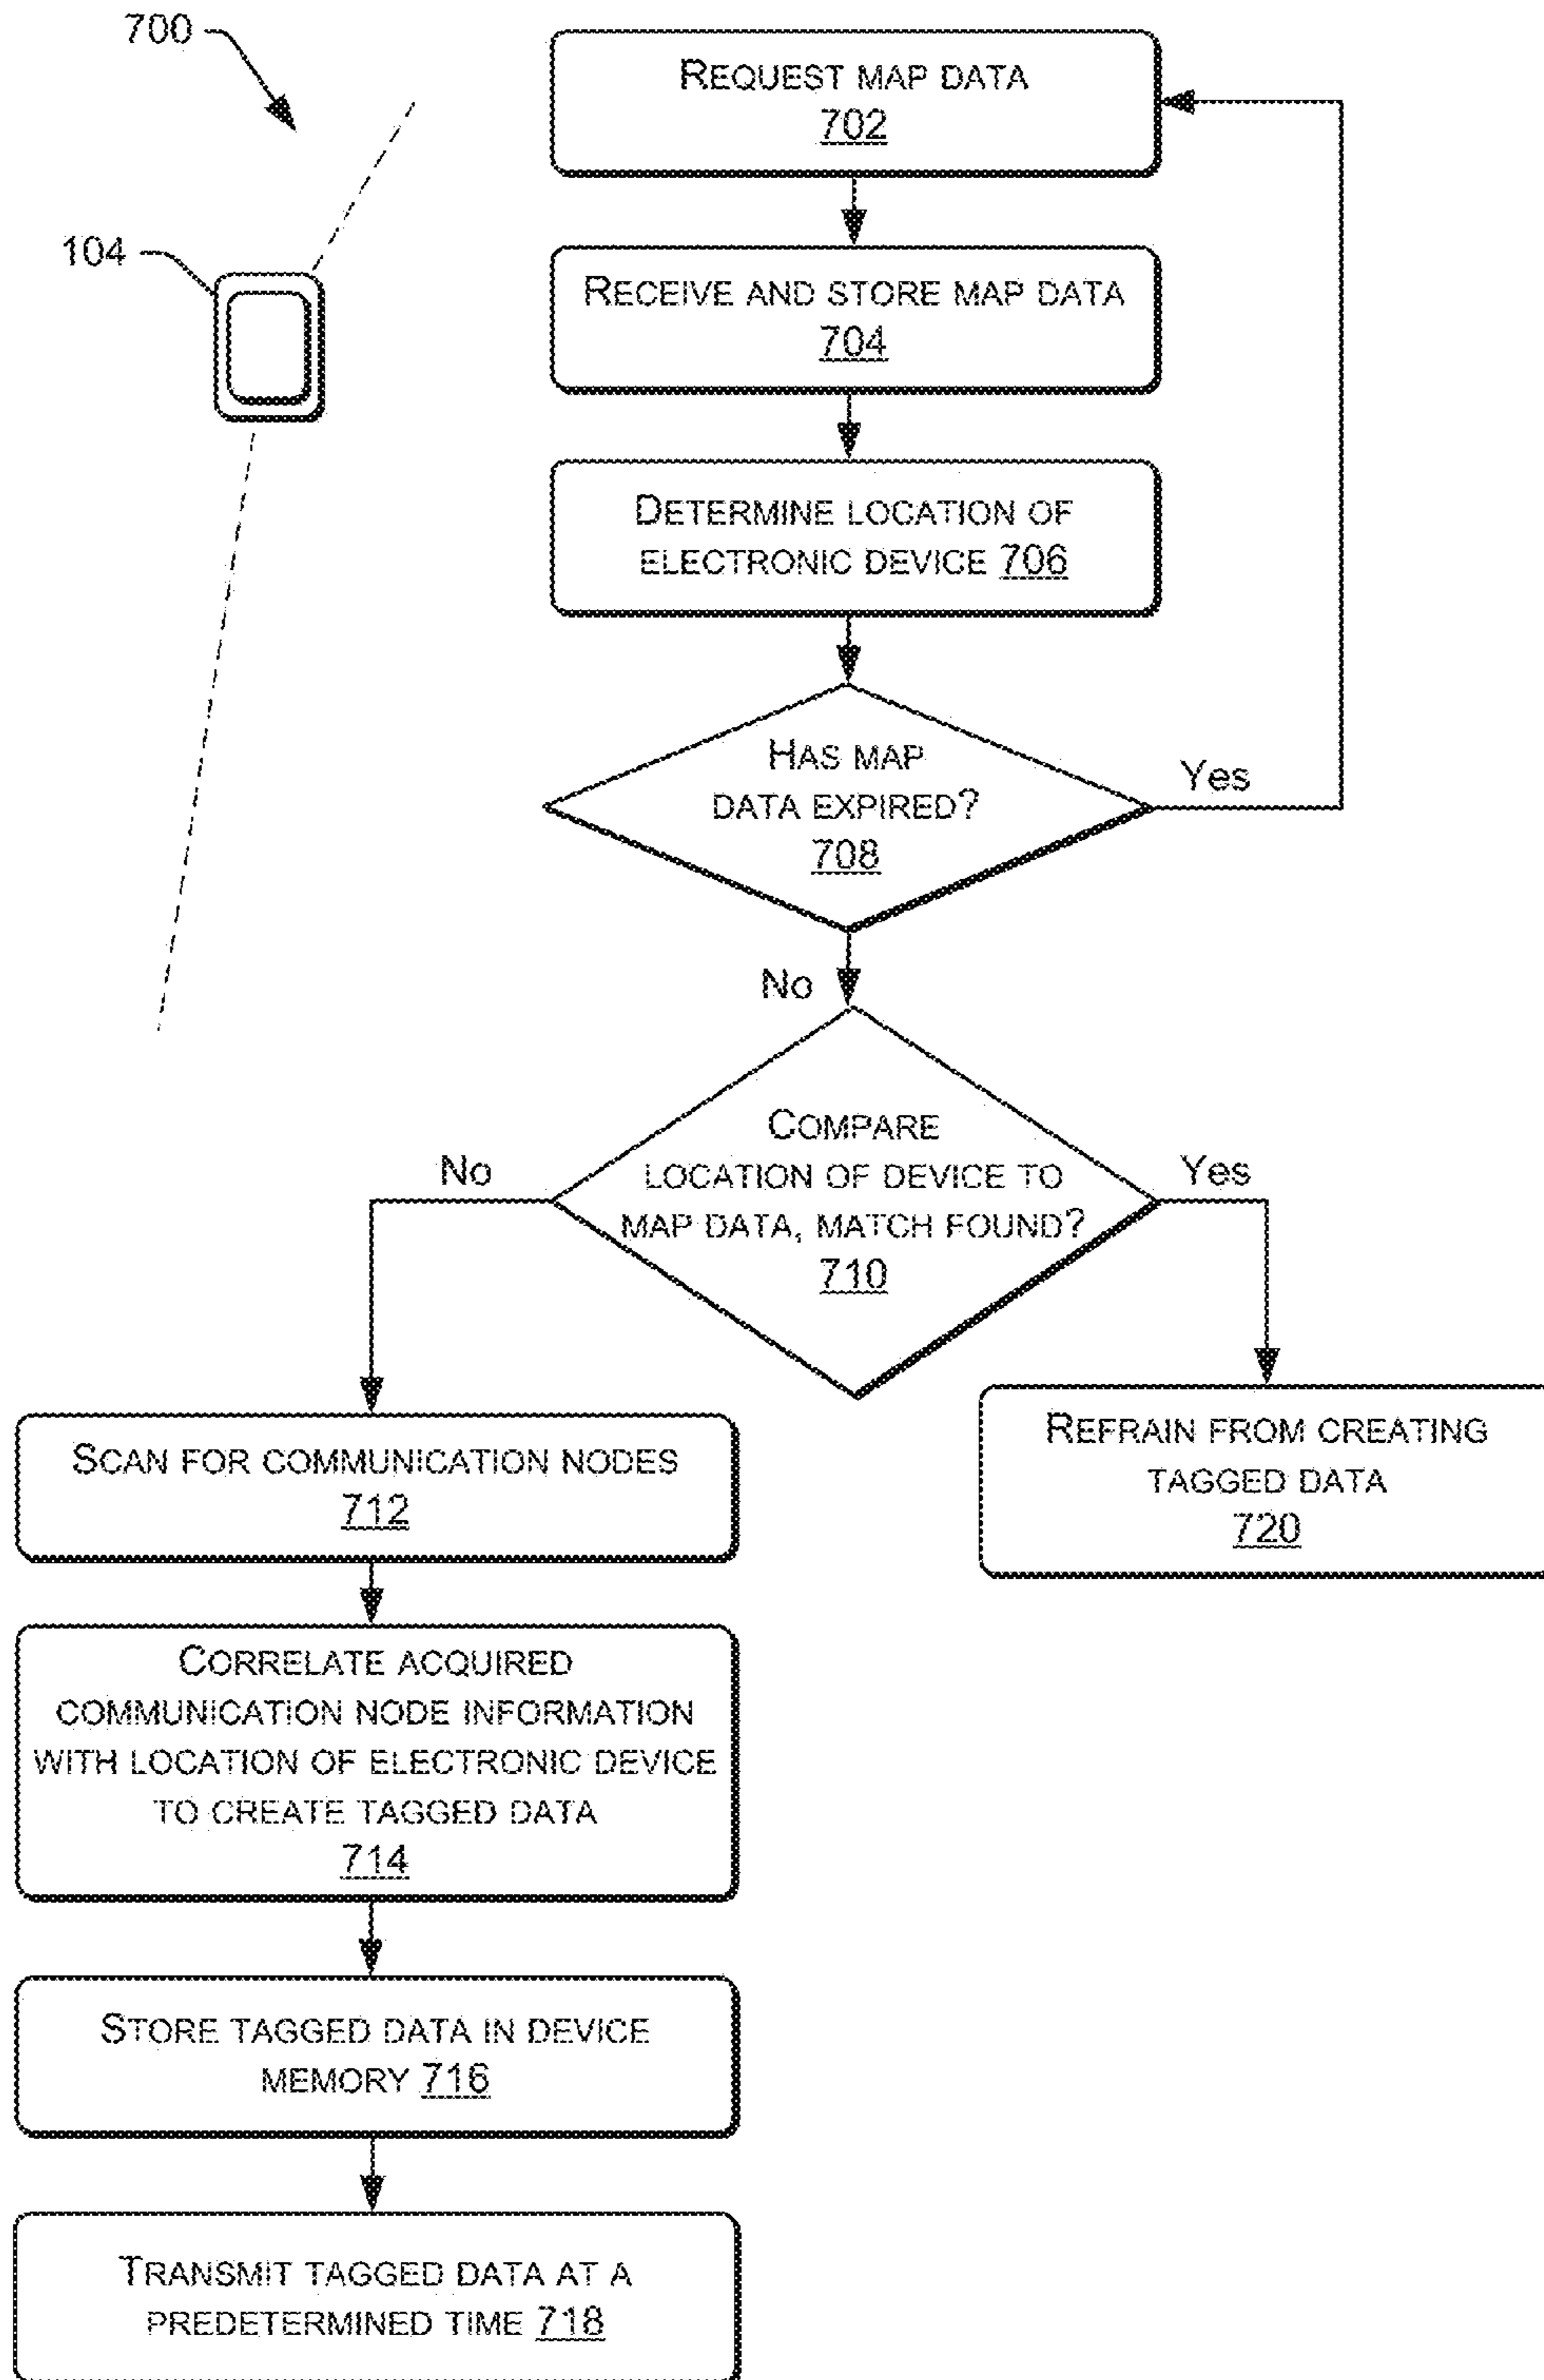 700
REQUEST MAP DATA
702
104
RECEIVE AND STORE MAP DATA
704
DETERMINE LOCATION OF
ELECTRONIC DEVICE 706
HAS MAP
DATA EXPIRED?
708
Yes
No
COMPARE
LOCATION OF DEVICE TO
MAP DATA, MATCH FOUND?
710
No
Yes
SCAN FOR COMMUNICATION NODES
712
REFRAIN FROM CREATING
TAGGED DATA
720
CORRELATE ACQUIRED
COMMUNICATION NODE INFORMATION
WITH LOCATION OF ELECTRONIC DEVICE
TO CREATE TAGGED DATA
714
STORE TAGGED DATA IN DEVICE
MEMORY 716
TRANSMIT TAGGED DATA AT A
PREDETERMINED TIME 718